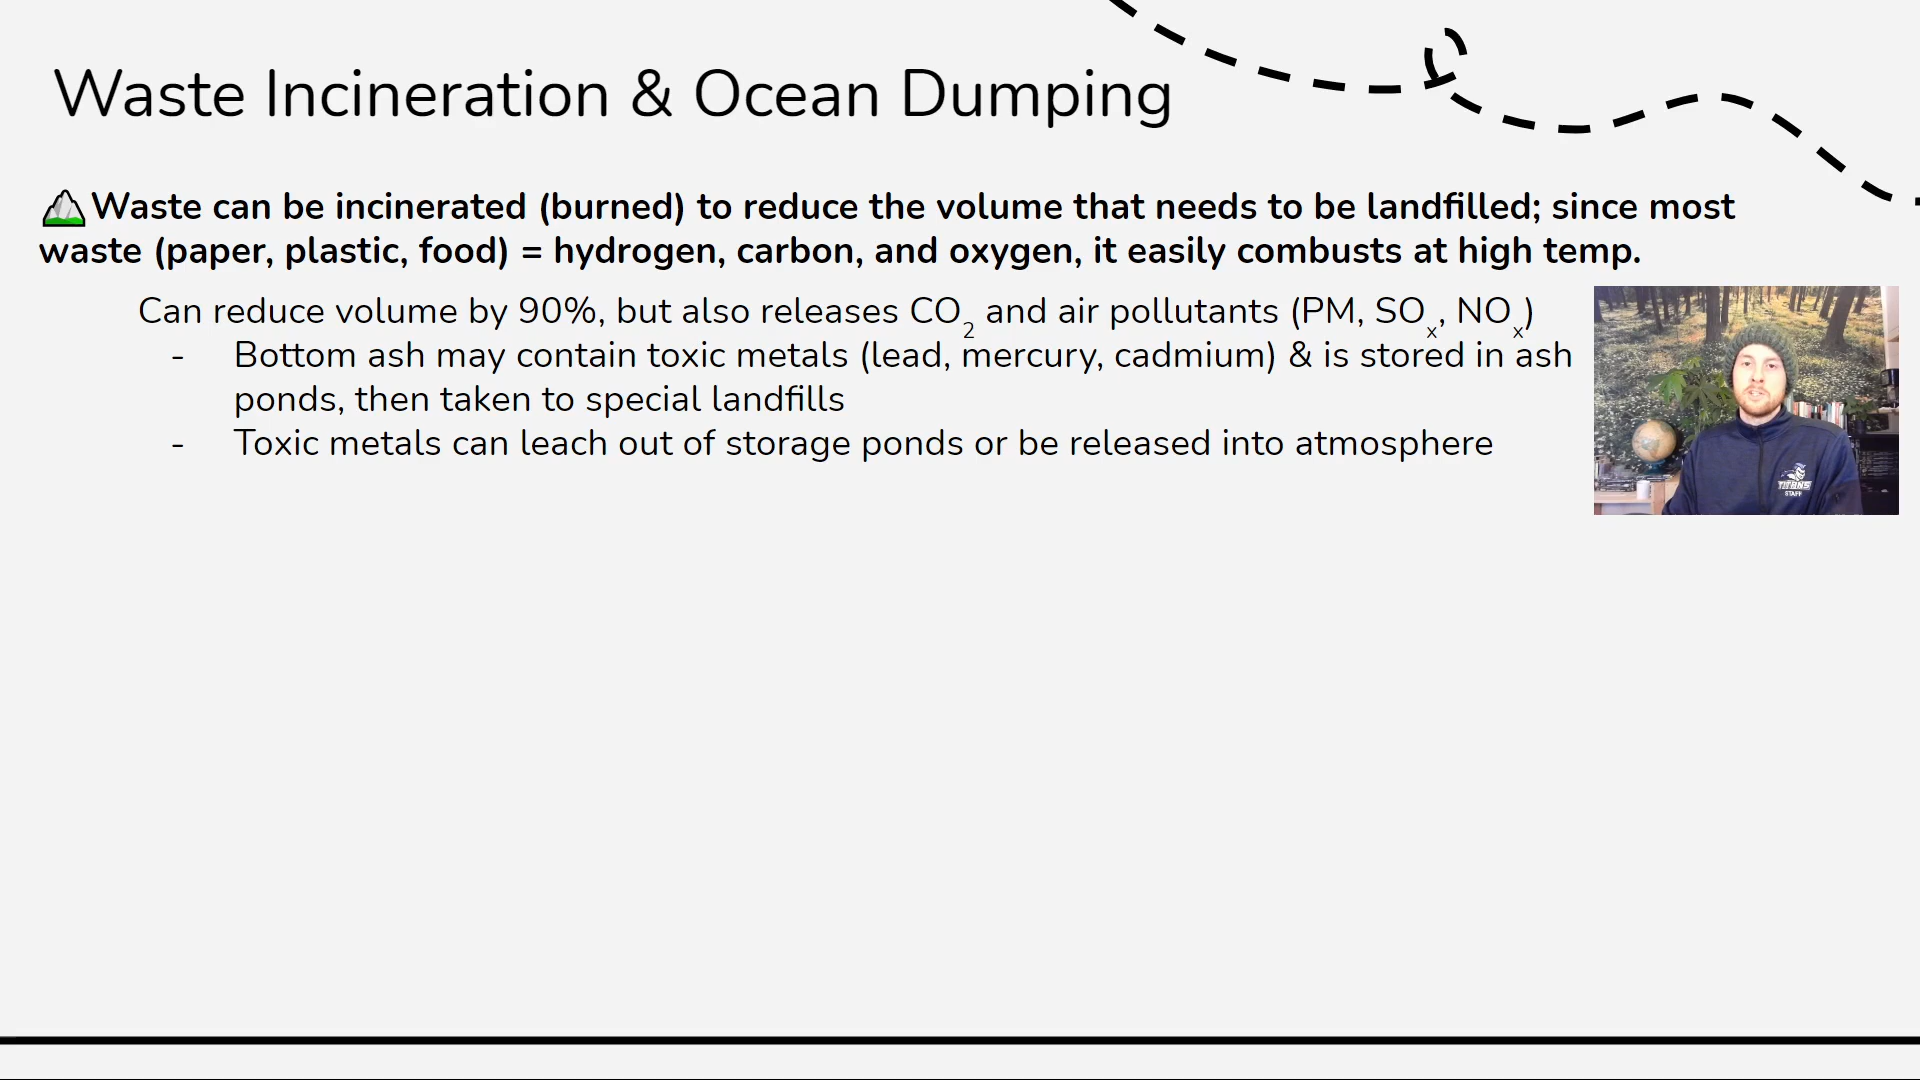 Waste Incineration & Ocean Dumping
Waste can be incinerated (burned) to reduce the volume that needs to be landfilled; since most
waste (paper, plastic, food) = hydrogen, carbon, and oxygen, it easily combusts at high temp.
Can reduce volume by 90%, but also releases CO₂ and air pollutants (PM, SOₓ, NOₓ)
- Bottom ash may contain toxic metals (lead, mercury, cadmium) & is stored in ash
ponds, then taken to special landfills
- Toxic metals can leach out of storage ponds or be released into atmosphere
TITANS
STAFF